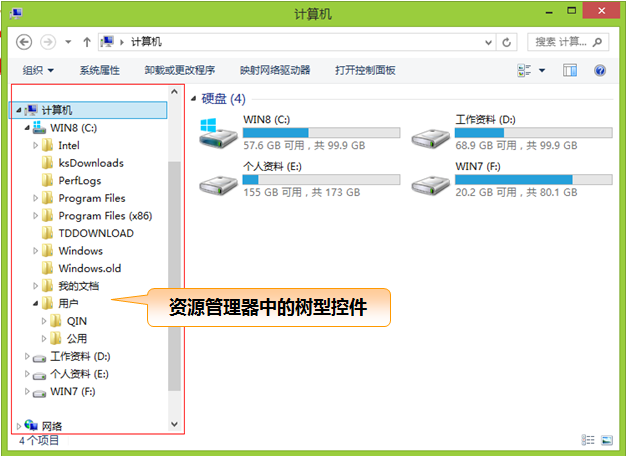 计算机
计算机
搜索 计算...
组织 系统属性 卸载或更改程序 映射网络驱动器 打开控制面板
计算机
WIN8 (C:)
Intel
ksDownloads
PerfLogs
Program Files
Program Files (x86)
TDDOWNLOAD
Windows
Windows.old
我的文档
用户
QIN
公用
工作资料 (D:)
个人资料 (E:)
WIN7 (F:)
网络
硬盘 (4)
WIN8 (C:)
57.6 GB 可用，共 99.9 GB
工作资料 (D:)
68.9 GB 可用，共 99.9 GB
个人资料 (E:)
155 GB 可用，共 173 GB
WIN7 (F:)
20.2 GB 可用，共 80.1 GB
资源管理器中的树型控件
4 个项目